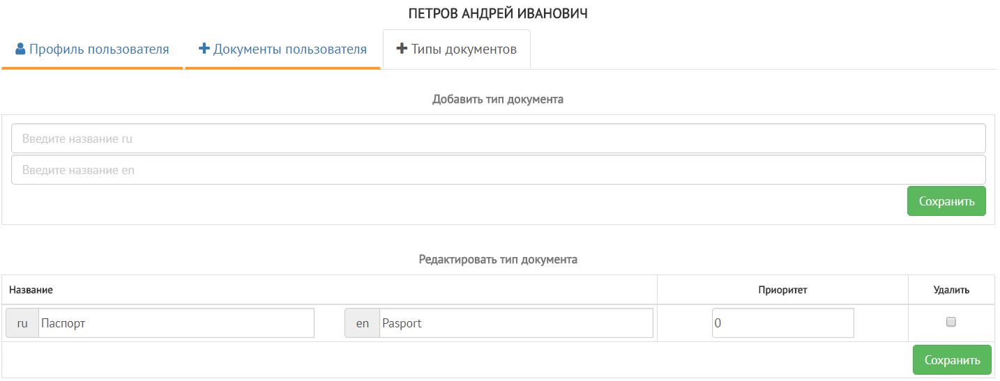 ПЕТРОВ АНДРЕЙ ИВАНОВИЧ
Профиль пользователя Документы пользователя Типы документов
Добавить тип документа
Введите название ru
Введите название en
Сохранить
Редактировать тип документа
Название Приоритет Удалить
ru Паспорт en Pasport 0
Сохранить